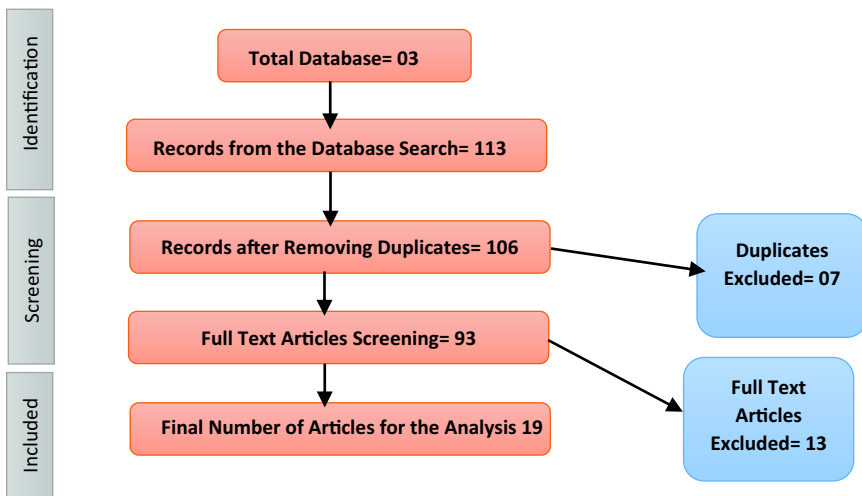 Identification
Total Database= 03
Records from the Database Search= 113
Screening
Records after Removing Duplicates= 106
Duplicates
Excluded= 07
Full Text Articles Screening= 93
Full Text
Articles
Excluded= 13
Included
Final Number of Articles for the Analysis 19